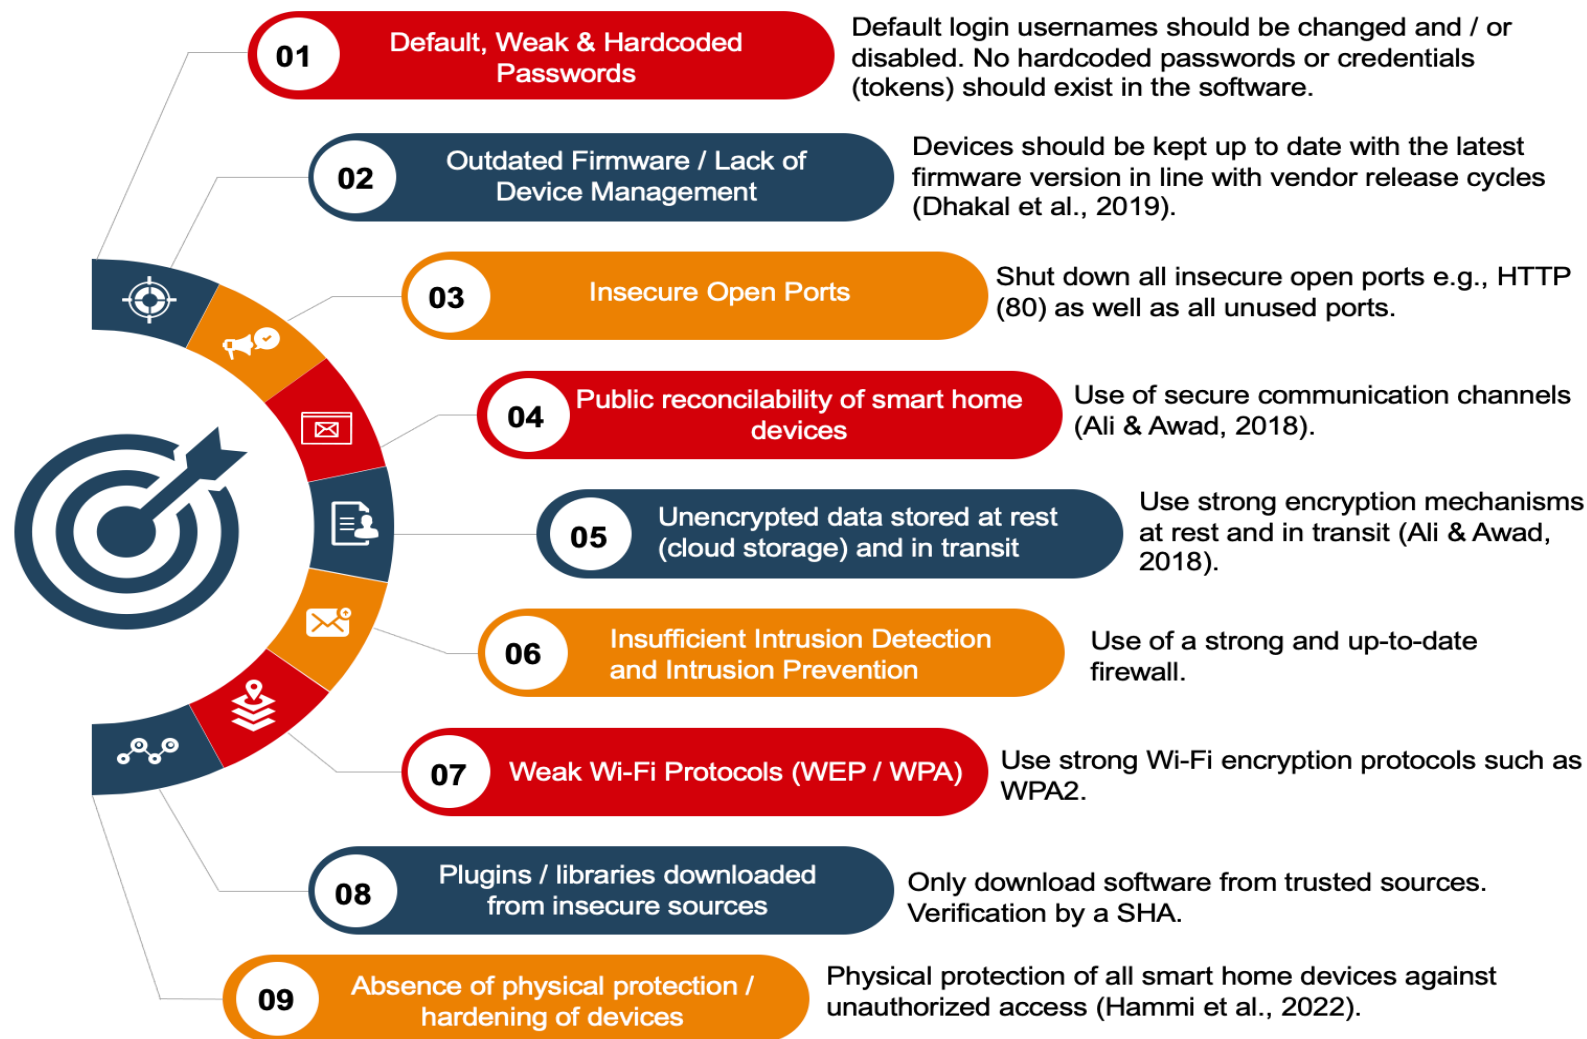 01
Default, Weak & Hardcoded
Passwords
Default login usernames should be changed and / or
disabled. No hardcoded passwords or credentials
(tokens) should exist in the software.
02
Outdated Firmware / Lack of
Device Management
Devices should be kept up to date with the latest
firmware version in line with vendor release cycles
(Dhakal et al., 2019).
03
Insecure Open Ports
Shut down all insecure open ports e.g., HTTP
(80) as well as all unused ports.
04
Public reconcilability of smart home
devices
Use of secure communication channels
(Ali & Awad, 2018).
05
Unencrypted data stored at rest
(cloud storage) and in transit
Use strong encryption mechanisms
at rest and in transit (Ali & Awad,
2018).
06
Insufficient Intrusion Detection
and Intrusion Prevention
Use of a strong and up-to-date
firewall.
07
Weak Wi-Fi Protocols (WEP / WPA)
Use strong Wi-Fi encryption protocols such as
WPA2.
08
Plugins / libraries downloaded
from insecure sources
Only download software from trusted sources.
Verification by a SHA.
09
Absence of physical protection /
hardening of devices
Physical protection of all smart home devices against
unauthorized access (Hammi et al., 2022).